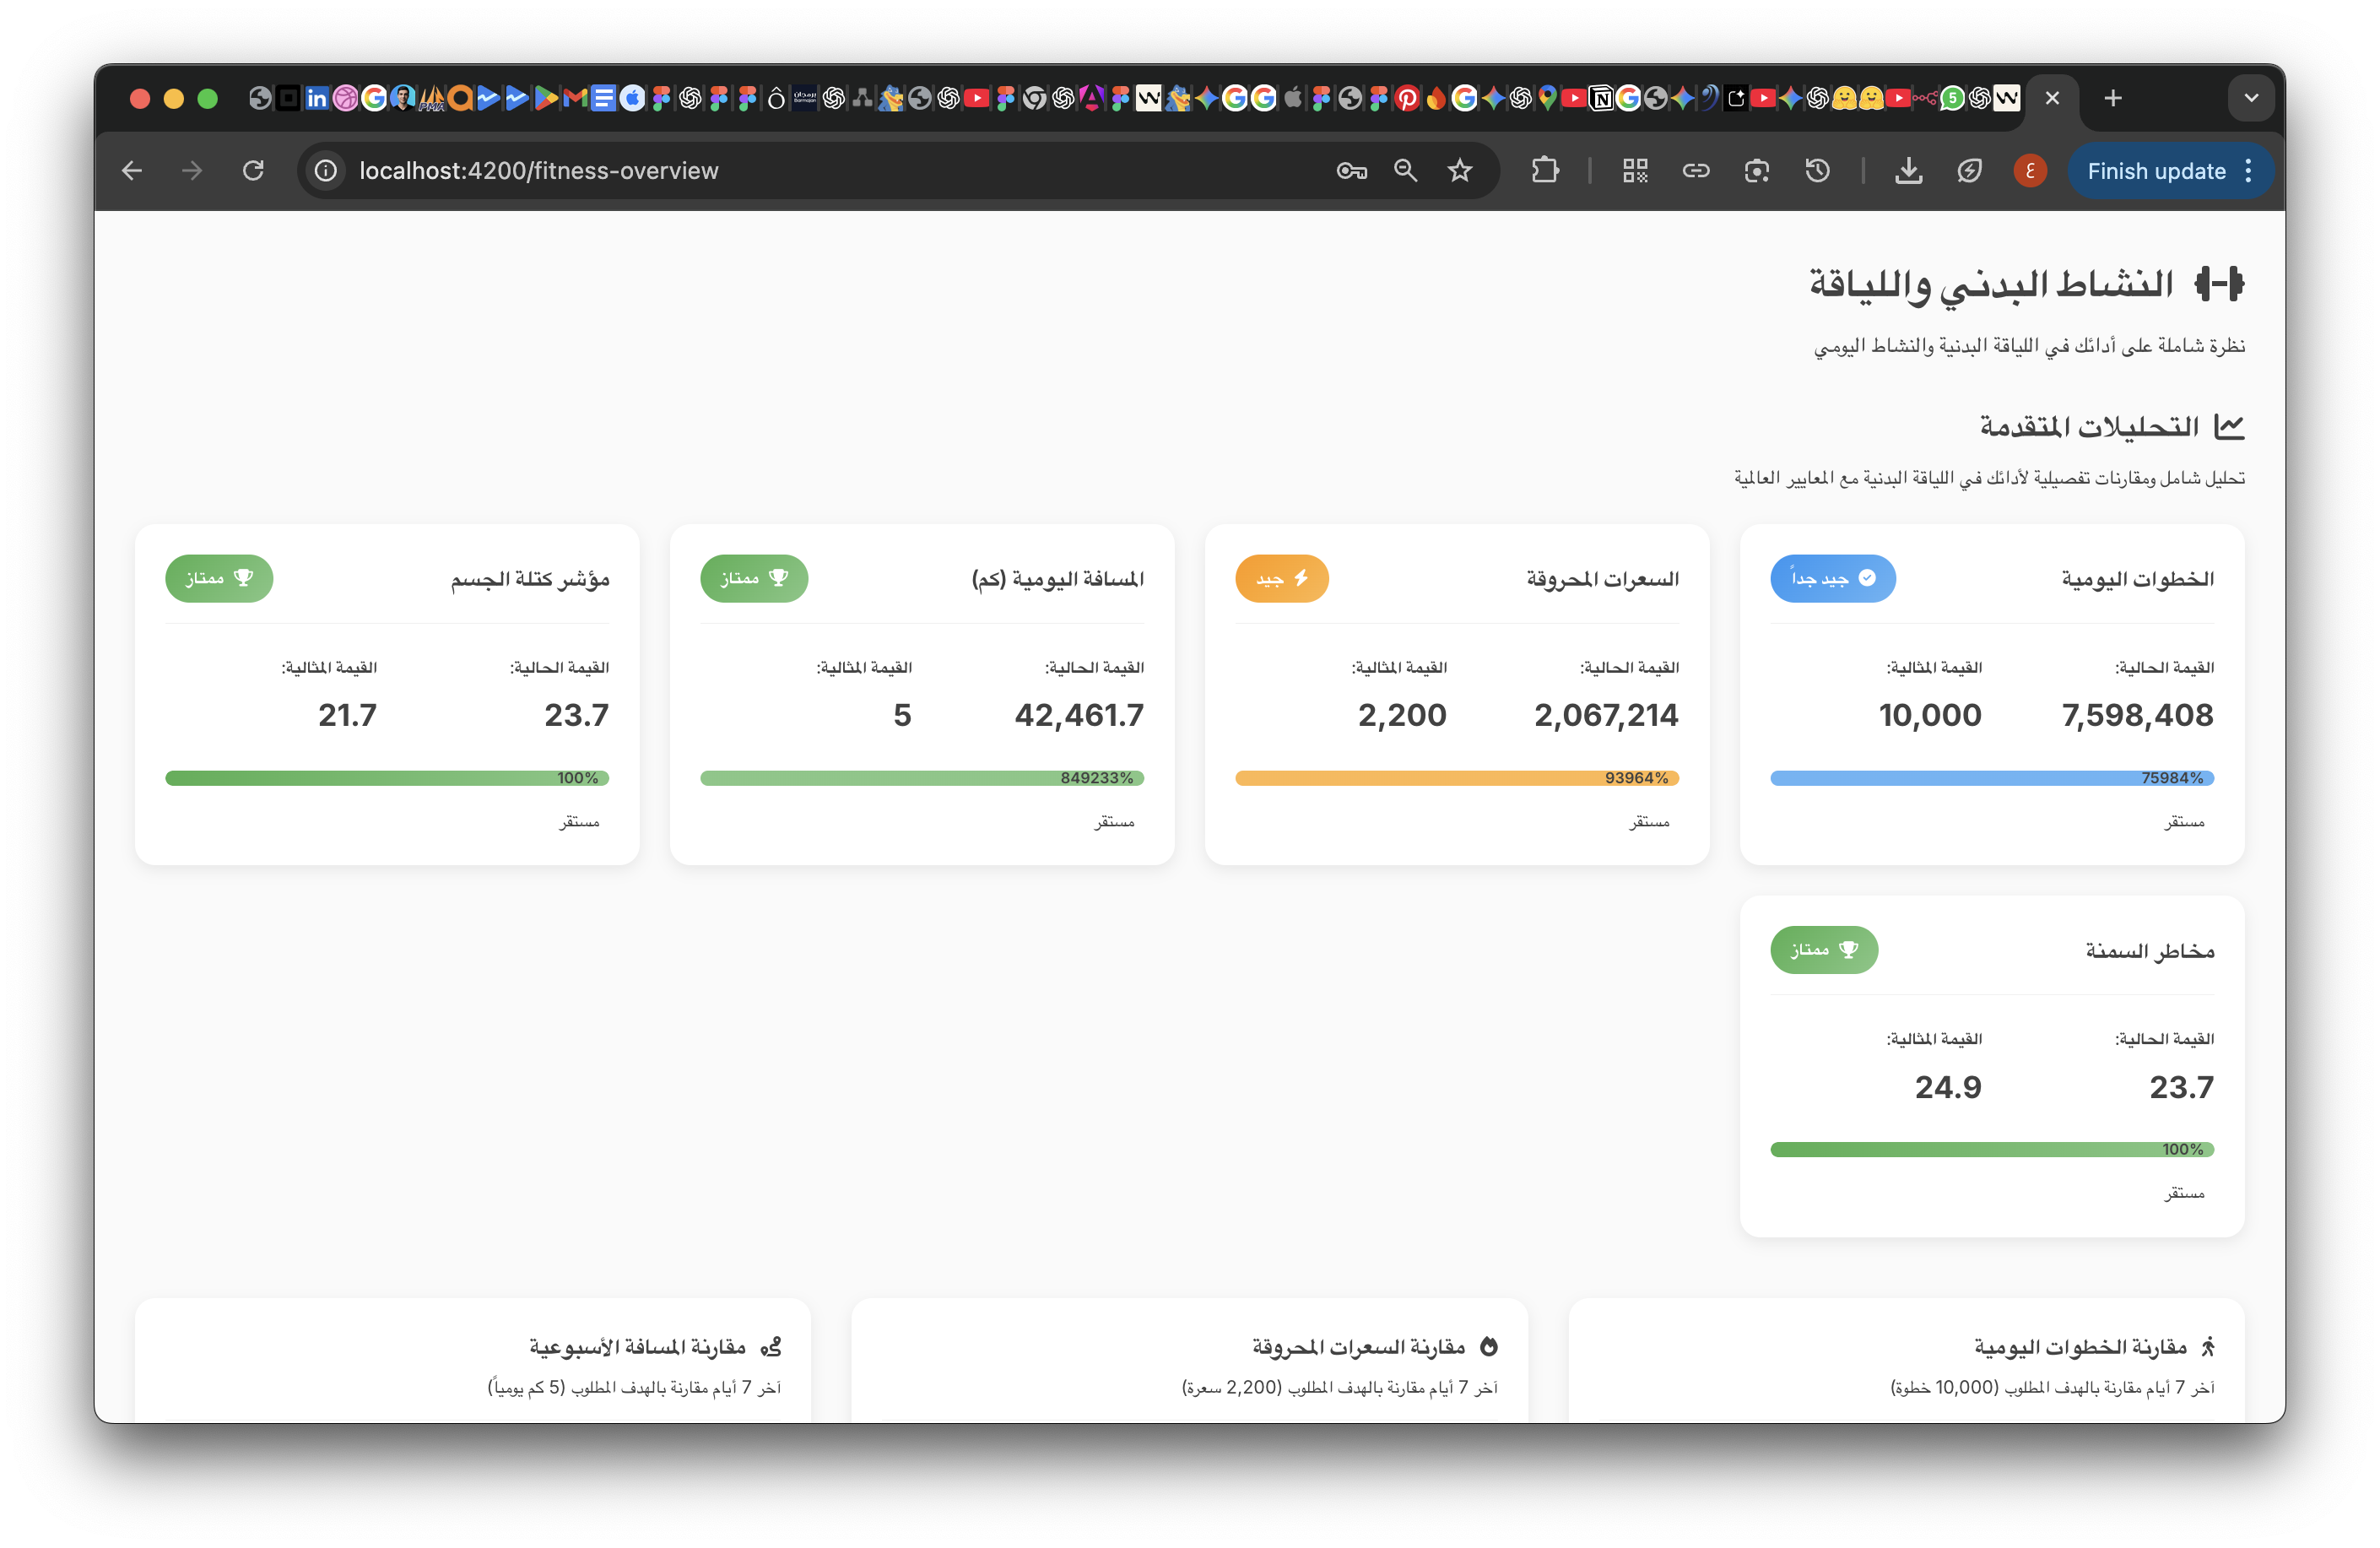 localhost:4200/fitness-overview
Finish update
النشاط البدني واللياقة
نظرة شاملة على أدائك في اللياقة البدنية والنشاط اليومي
التحليلات المتقدمة
تحليل شامل ومقارنات تفصيلية لأدائك في اللياقة البدنية مع المعايير العالمية
الخطوات اليومية
جيد جداً
القيمة الحالية:
7,598,408
القيمة المثالية:
10,000
75984%
مستقر
السعرات المحروقة
جيد
القيمة الحالية:
2,067,214
القيمة المثالية:
2,200
93964%
مستقر
المسافة اليومية (كم)
ممتاز
القيمة الحالية:
42,461.7
القيمة المثالية:
5
849233%
مستقر
مؤشر كتلة الجسم
ممتاز
القيمة الحالية:
23.7
القيمة المثالية:
21.7
100%
مستقر
مخاطر السمنة
ممتاز
القيمة الحالية:
23.7
القيمة المثالية:
24.9
100%
مستقر
مقارنة الخطوات اليومية
آخر 7 أيام مقارنة بالهدف المطلوب (10,000 خطوة)
مقارنة السعرات المحروقة
آخر 7 أيام مقارنة بالهدف المطلوب (2,200 سعرة)
مقارنة المسافة الأسبوعية
آخر 7 أيام مقارنة بالهدف المطلوب (5 كم يومياً)